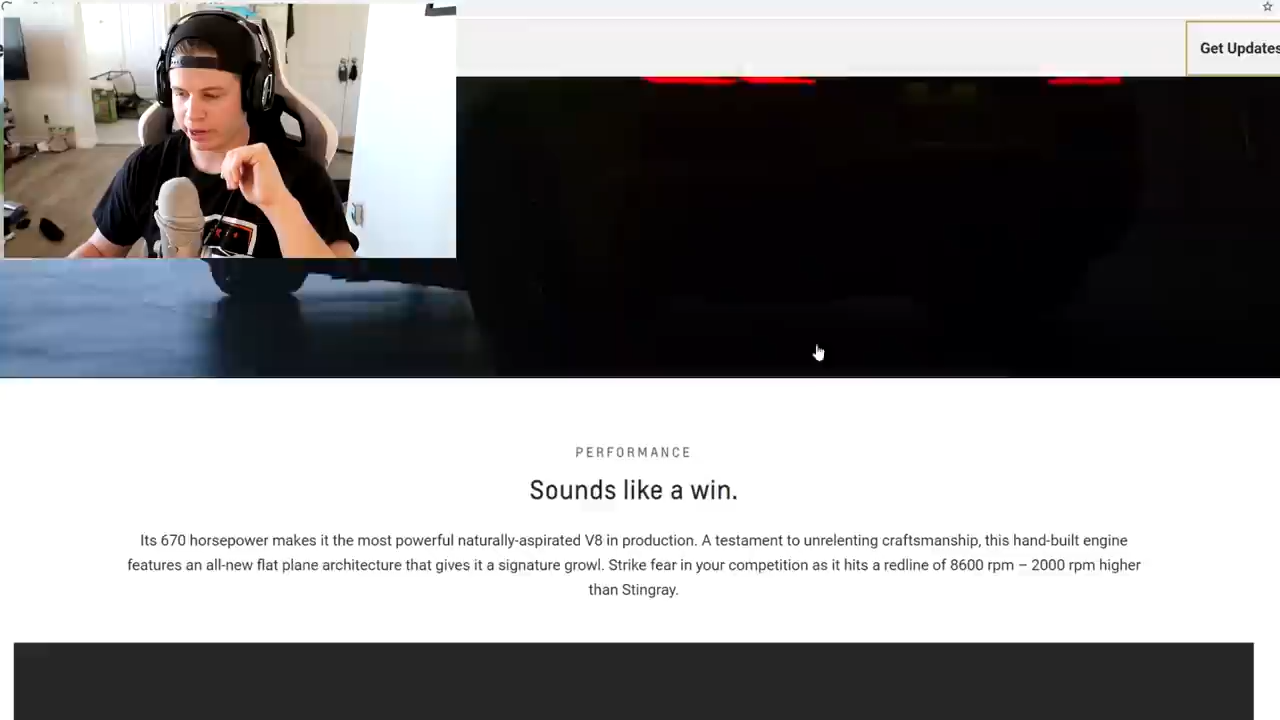 Get Updates
PERFORMANCE
Sounds like a win.
Its 670 horsepower makes it the most powerful naturally-aspirated V8 in production. A testament to unrelenting craftsmanship, this hand-built engine
features an all-new flat plane architecture that gives it a signature growl. Strike fear in your competition as it hits a redline of 8600 rpm – 2000 rpm higher
than Stingray.